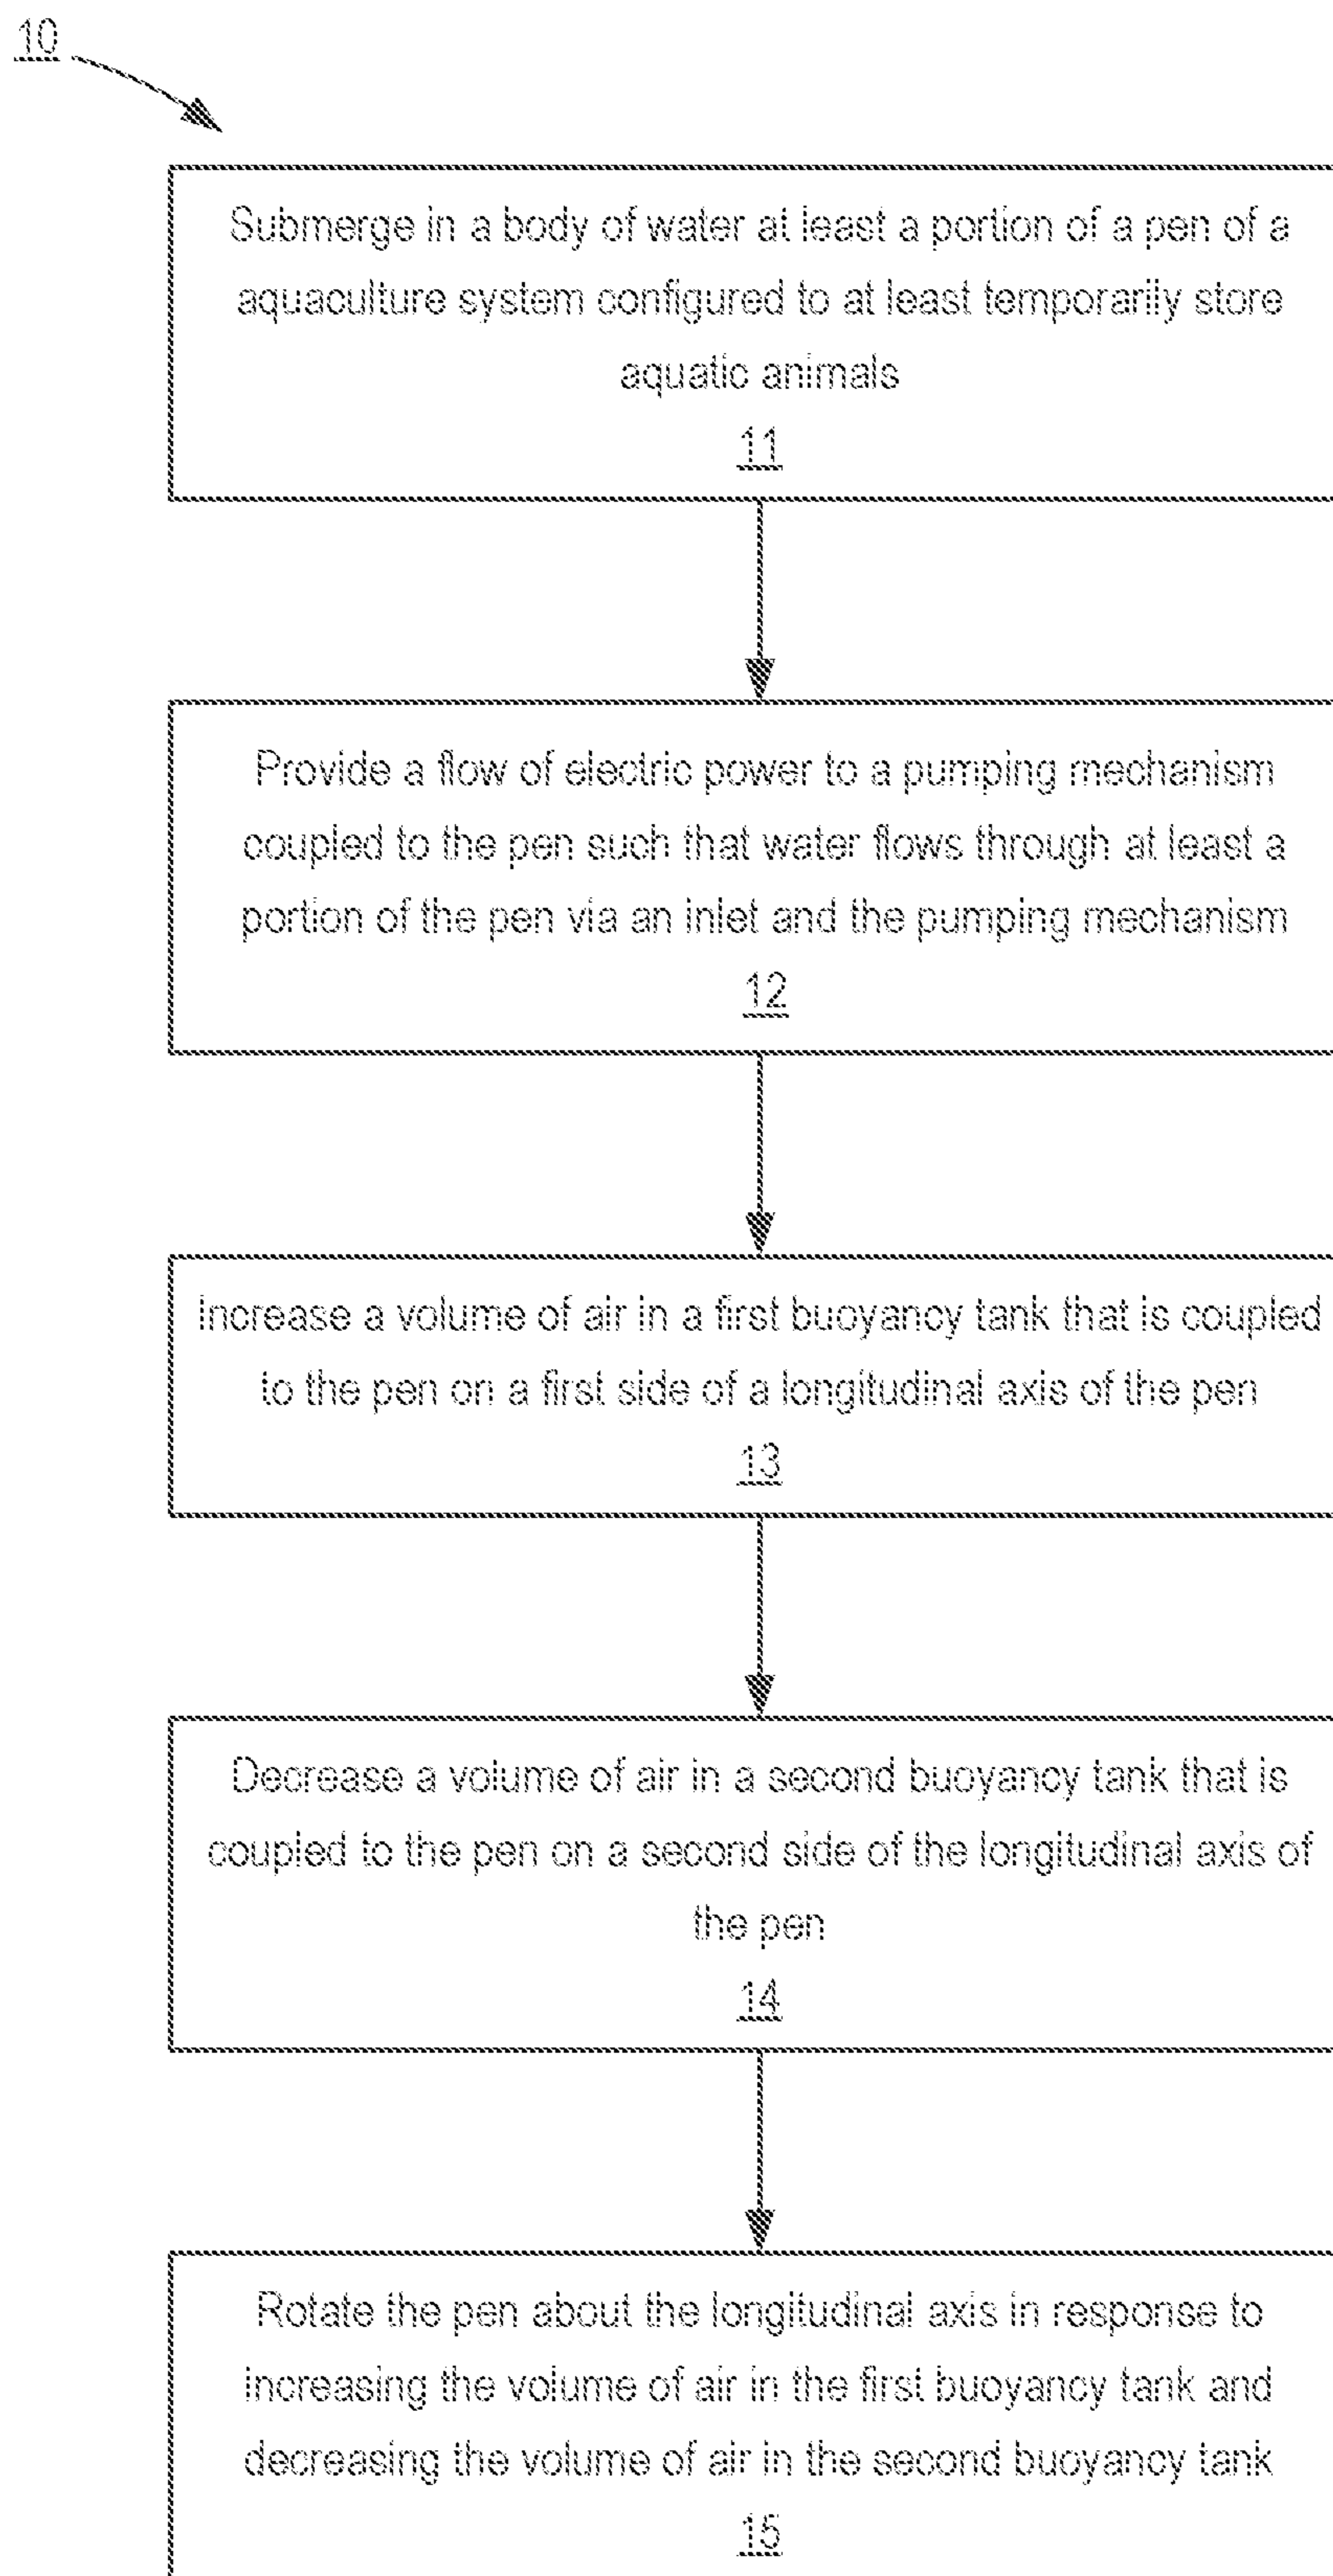 10
Submerge in a body of water at least a portion of a pen of a
aquaculture system configured to at least temporarily store
aquatic animals
11
Provide a flow of electric power to a pumping mechanism
coupled to the pen such that water flows through at least a
portion of the pen via an inlet and the pumping mechanism
12
Increase a volume of air in a first buoyancy tank that is coupled
to the pen on a first side of a longitudinal axis of the pen
13
Decrease a volume of air in a second buoyancy tank that is
coupled to the pen on a second side of the longitudinal axis of
the pen
14
Rotate the pen about the longitudinal axis in response to
increasing the volume of air in the first buoyancy tank and
decreasing the volume of air in the second buoyancy tank
15